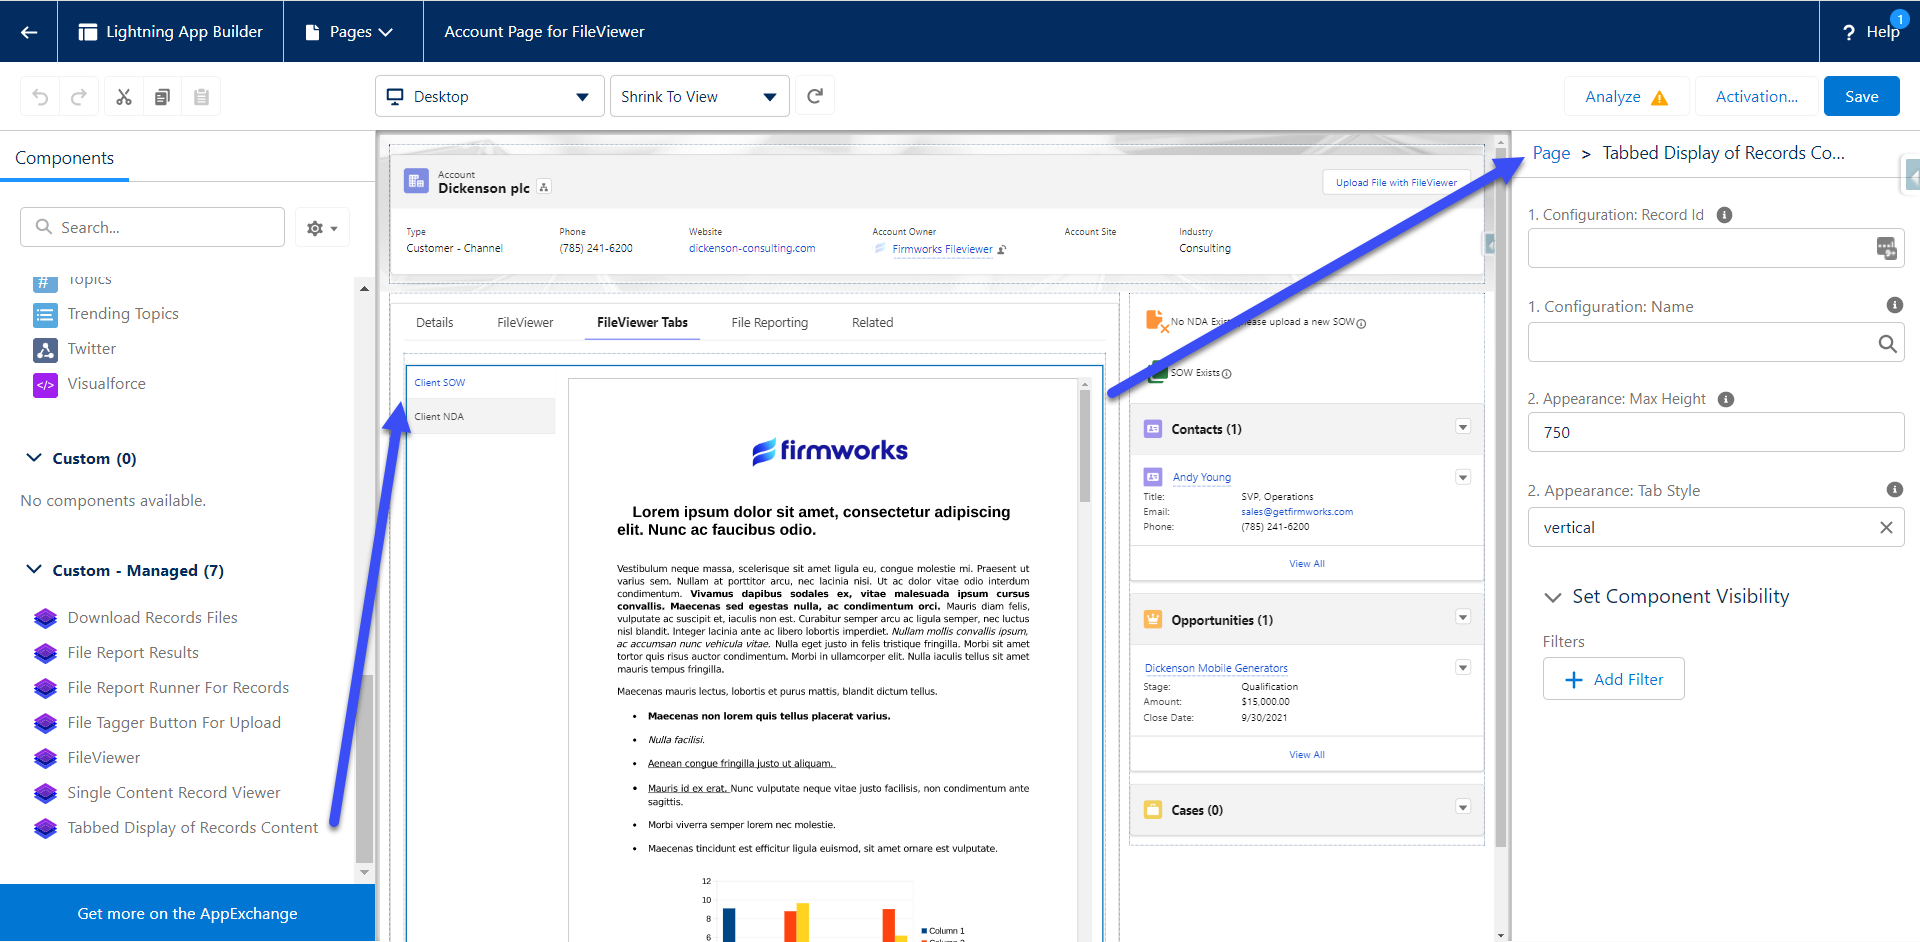 Lightning App Builder
Pages
Account Page for FileViewer
? Help
1
Desktop
Shrink To View
Analyze
Activation...
Save
Components
Search...
# Topics
Trending Topics
Twitter
</> Visualforce
Custom (0)
No components available.
Custom - Managed (7)
Download Records Files
File Report Results
File Report Runner For Records
File Tagger Button For Upload
FileViewer
Single Content Record Viewer
Tabbed Display of Records Content
Get more on the AppExchange
Account
Dickenson plc
Upload File with FileViewer
Type
Customer - Channel
Phone
(785) 241-6200
Website
dickenson-consulting.com
Account Owner
Firmworks Fileviewer
Account Site
Industry
Consulting
Details
FileViewer
FileViewer Tabs
File Reporting
Related
Client SOW
Client NDA
firmworks
Lorem ipsum dolor sit amet, consectetur adipiscing
elit. Nunc ac faucibus odio.
Vestibulum neque massa, scelerisque sit amet ligula eu, congue molestie mi. Praesent ut
varius sem. Nullam at porttitor arcu, nec lacinia nisi. Ut ac dolor vitae odio interdum
condimentum. Vivamus dapibus sodales ex, vitae malesuada ipsum cursus
convallis. Maecenas sed egestas nulla, ac condimentum orci. Mauris diam felis,
vulputate ac suscipit et, iaculis non est. Curabitur semper arcu ac ligula semper, nec luctus
nisl blandit. Integer lacinia ante ac libero lobortis imperdiet. Nullam mollis convallis ipsum,
ac accumsan nunc vehicula vitae. Nulla eget justo in felis tristique fringilla. Morbi sit amet
tortor quis risus auctor condimentum. Morbi in ullamcorper elit. Nulla iaculis tellus sit amet
mauris tempus fringilla.
Maecenas mauris lectus, lobortis et purus mattis, blandit dictum tellus.
• Maecenas non lorem quis tellus placerat varius.
• Nulla facilisi.
• Aenean congue fringilla justo ut aliquam.
• Mauris id ex erat. Nunc vulputate neque vitae justo facilisis, non condimentum ante
sagittis.
• Morbi viverra semper lorem nec molestie.
• Maecenas tincidunt est efficitur ligula euismod, sit amet ornare est vulputate.
12
10
8
6
Column 1
No NDA please upload a new SOW
SOW Exists
Contacts (1)
Andy Young
Title: SVP, Operations
Email: sales@getfirmworks.com
Phone: (785) 241-6200
View All
Opportunities (1)
Dickenson Mobile Generators
Stage: Qualification
Amount: $15,000.00
Close Date: 9/30/2021
View All
Cases (0)
Page > Tabbed Display of Records Co...
1. Configuration: Record Id
1. Configuration: Name
2. Appearance: Max Height
750
2. Appearance: Tab Style
vertical
Set Component Visibility
Filters
+ Add Filter